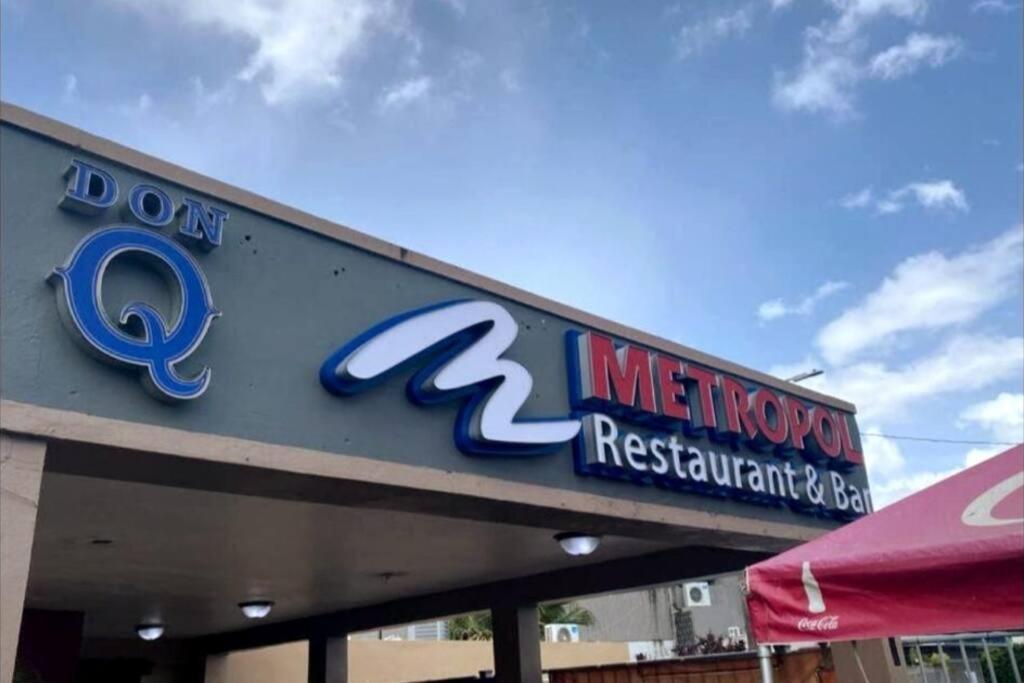 DON
Q
METROPOL
Restaurant & Bar
Coca-Cola